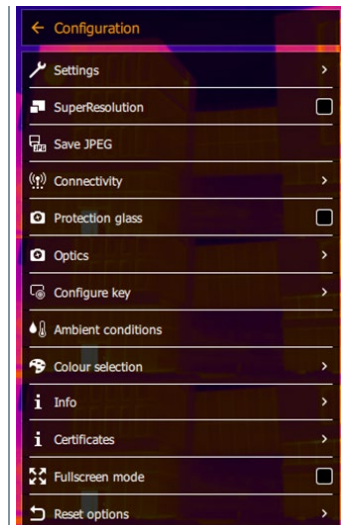 Configuration
Settings
SuperResolution
Save JPEG
Connectivity
Protection glass
Optics
Configure key
Ambient conditions
Colour selection
Info
Certificates
Fullscreen mode
Reset options